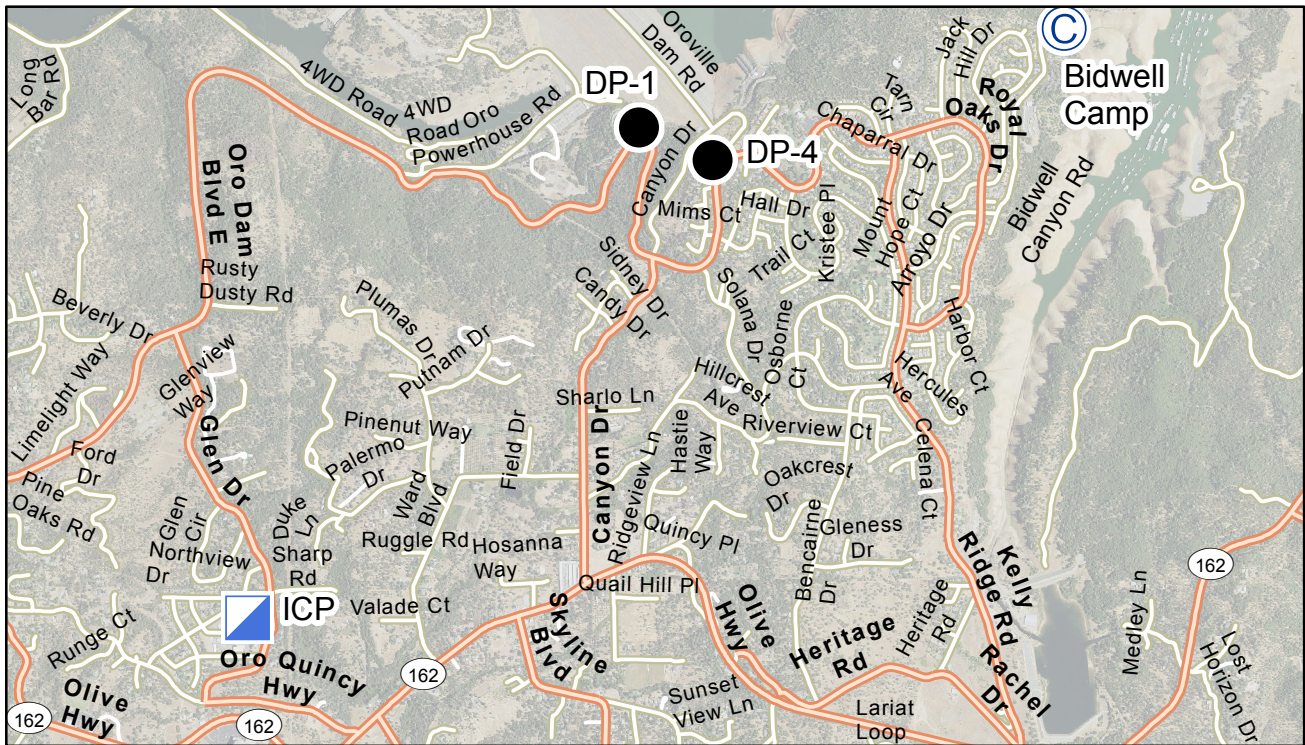 C
Bidwell
Camp
Long
Bar Rd
4WD Road
4WD
Road Oro
Powerhouse Rd
DP-1
Oroville
Dam Rd
DP-4
Canyon Dr
Jack
Hill Dr
Royal
Oaks Dr
Tarn
Cir
Chaparral Dr
Oro Dam
Blvd E
Rusty
Dusty Rd
Mims Ct
Hall Dr
Trail Ct
Kristee Pl
Mount
Hope Ct
Arroyo Dr
Bidwell
Canyon Rd
Sidney Dr
Candy Dr
Solana Dr
Osborne
Ct
Harbor Ct
Beverly Dr
Limelight Way
Glenview
Way
Plumas Dr
Putnam Dr
Hercules
Ave
Hillcrest
Ave
Riverview Ct
Sharlo Ln
Canyon Dr
Pinenut Way
Palermo
Dr
Field Dr
Ward
Blvd
Ridgeview Ln
Hastie
Way
Oakcrest
Dr
Celena Ct
Ford
Dr
Pine
Oaks Rd
Glen Dr
Glen
Cir
Northview
Dr
Duke
Ln
Sharp
Rd
Ruggle Rd
Hosanna
Way
Quincy Pl
Gleness
Dr
Bencairne
Dr
Kelly
Ridge Rd
162
ICP
Valade Ct
Quail Hill Pl
Skyline
Blvd
Olive
Hwy
Heritage
Rd
Heritage
Rd
Rachel
Dr
Medley Ln
Lost
Horizon Dr
Runge Ct
Oro Quincy
Hwy
Olive
Hwy
162
162
162
Sunset
View Ln
Lariat
Loop